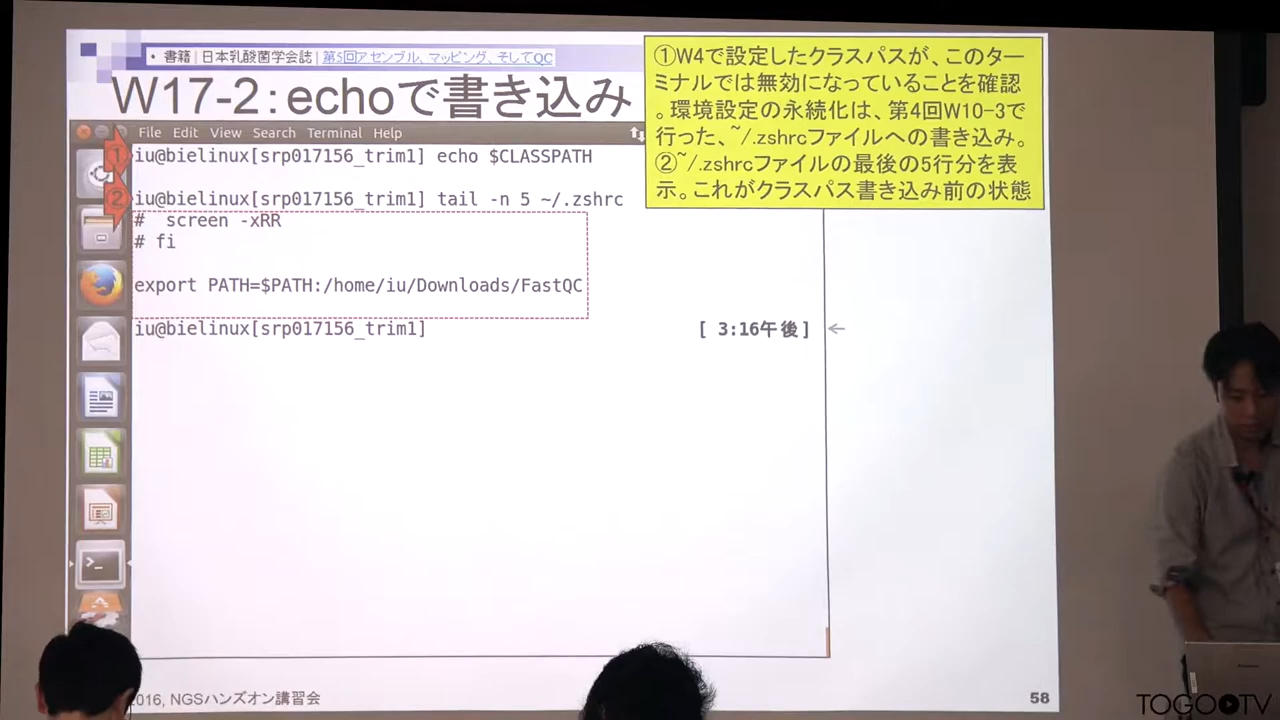 • 書籍 | 日本乳酸菌学会誌 | 第5回アセンブル、マッピング、そしてQC
W17-2：echoで書き込み
①W4で設定したクラスパスが、このター
ミナルでは無効になっていることを確認
。環境設定の永続化は、第4回W10-3で
行った、~/.zshrcファイルへの書き込み。
②~/.zshrcファイルの最後の5行分を表
示。これがクラスパス書き込み前の状態
File Edit View Search Terminal Help
①
iu@bielinux[srp017156_trim1] echo $CLASSPATH
②
iu@bielinux[srp017156_trim1] tail -n 5 ~/.zshrc
#  screen -xRR
# fi
export PATH=$PATH:/home/iu/Downloads/FastQC
iu@bielinux[srp017156_trim1] [ 3:16午後]
2016, NGSハンズオン講習会
58
TOGOTV